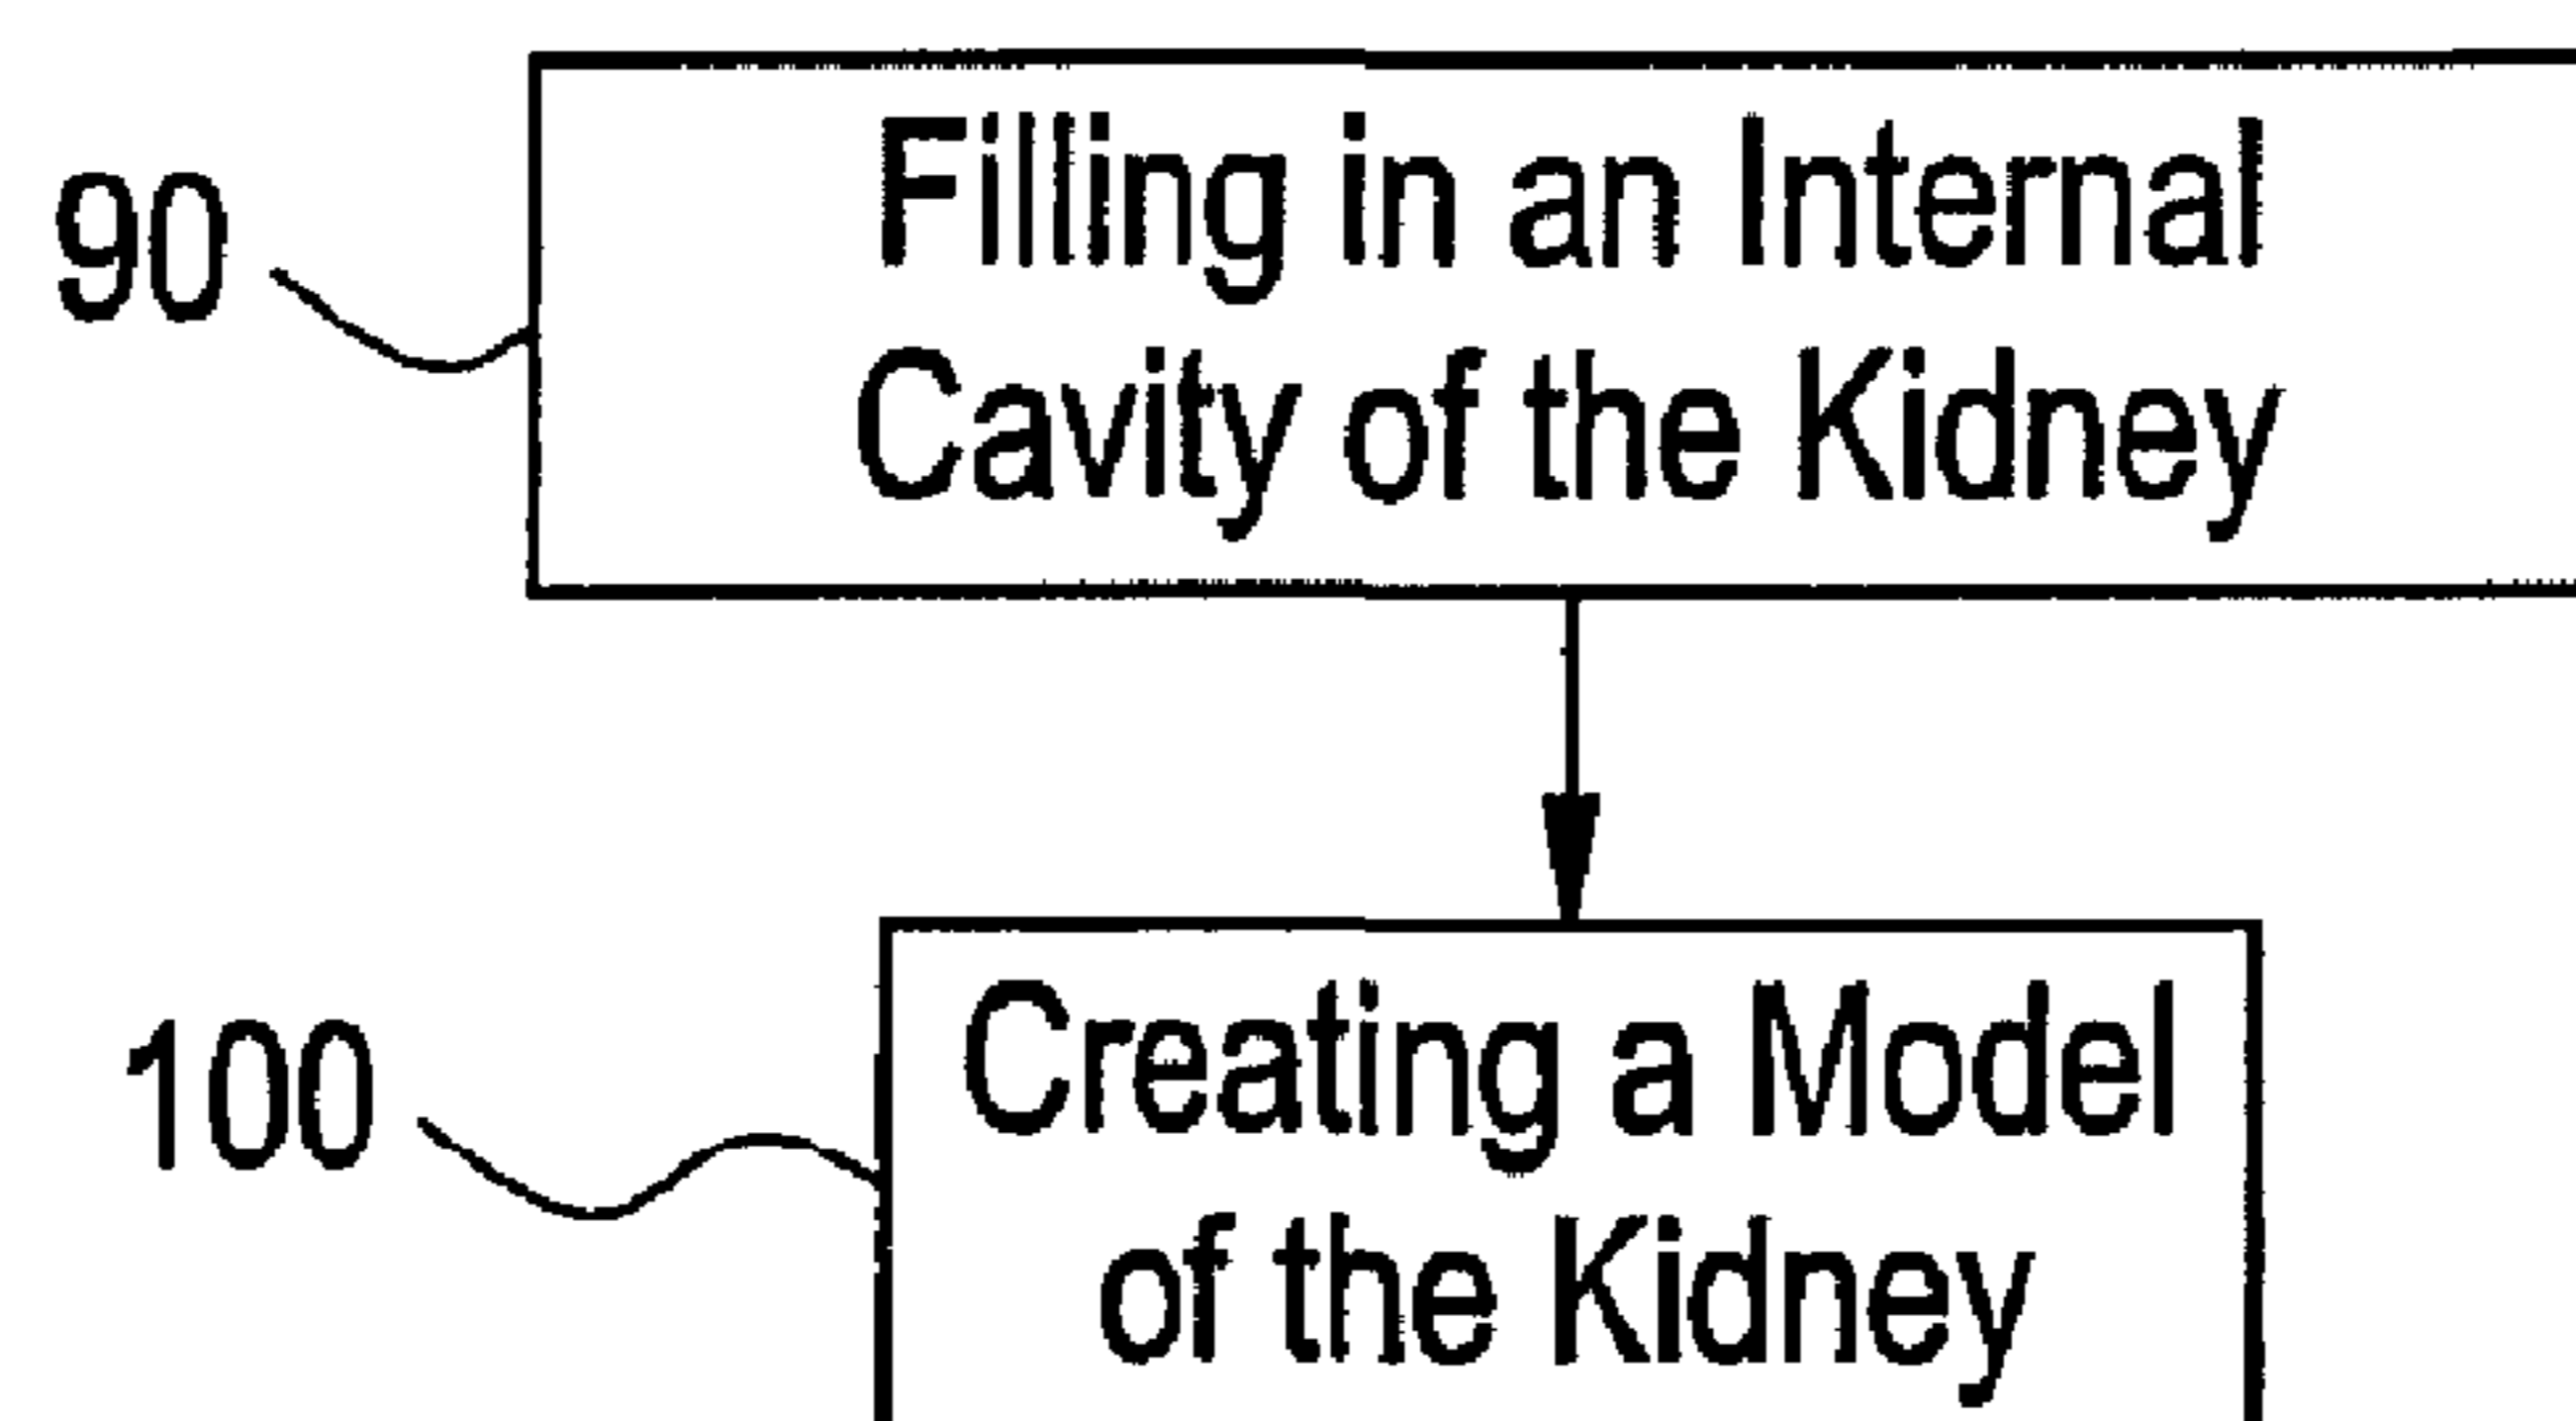 90
Filling in an Internal
Cavity of the Kidney
100
Creating a Model
of the Kidney